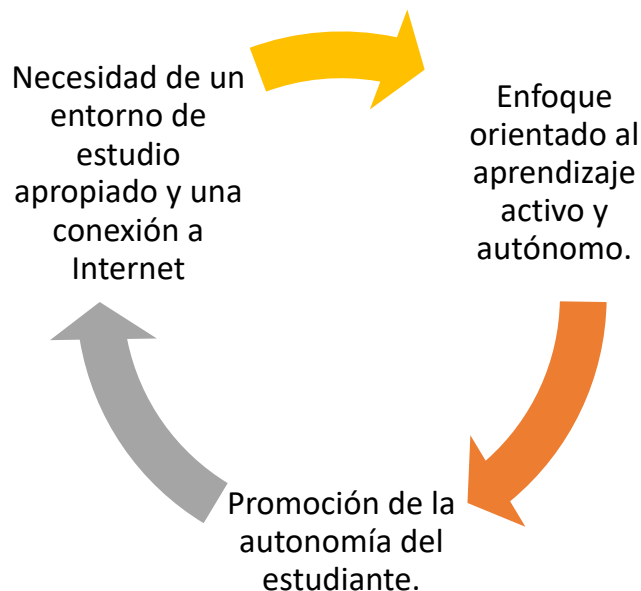 Necesidad de un
entorno de
estudio
apropiado y una
conexión a
Internet
Enfoque
orientado al
aprendizaje
activo y
autónomo.
Promoción de la
autonomía del
estudiante.